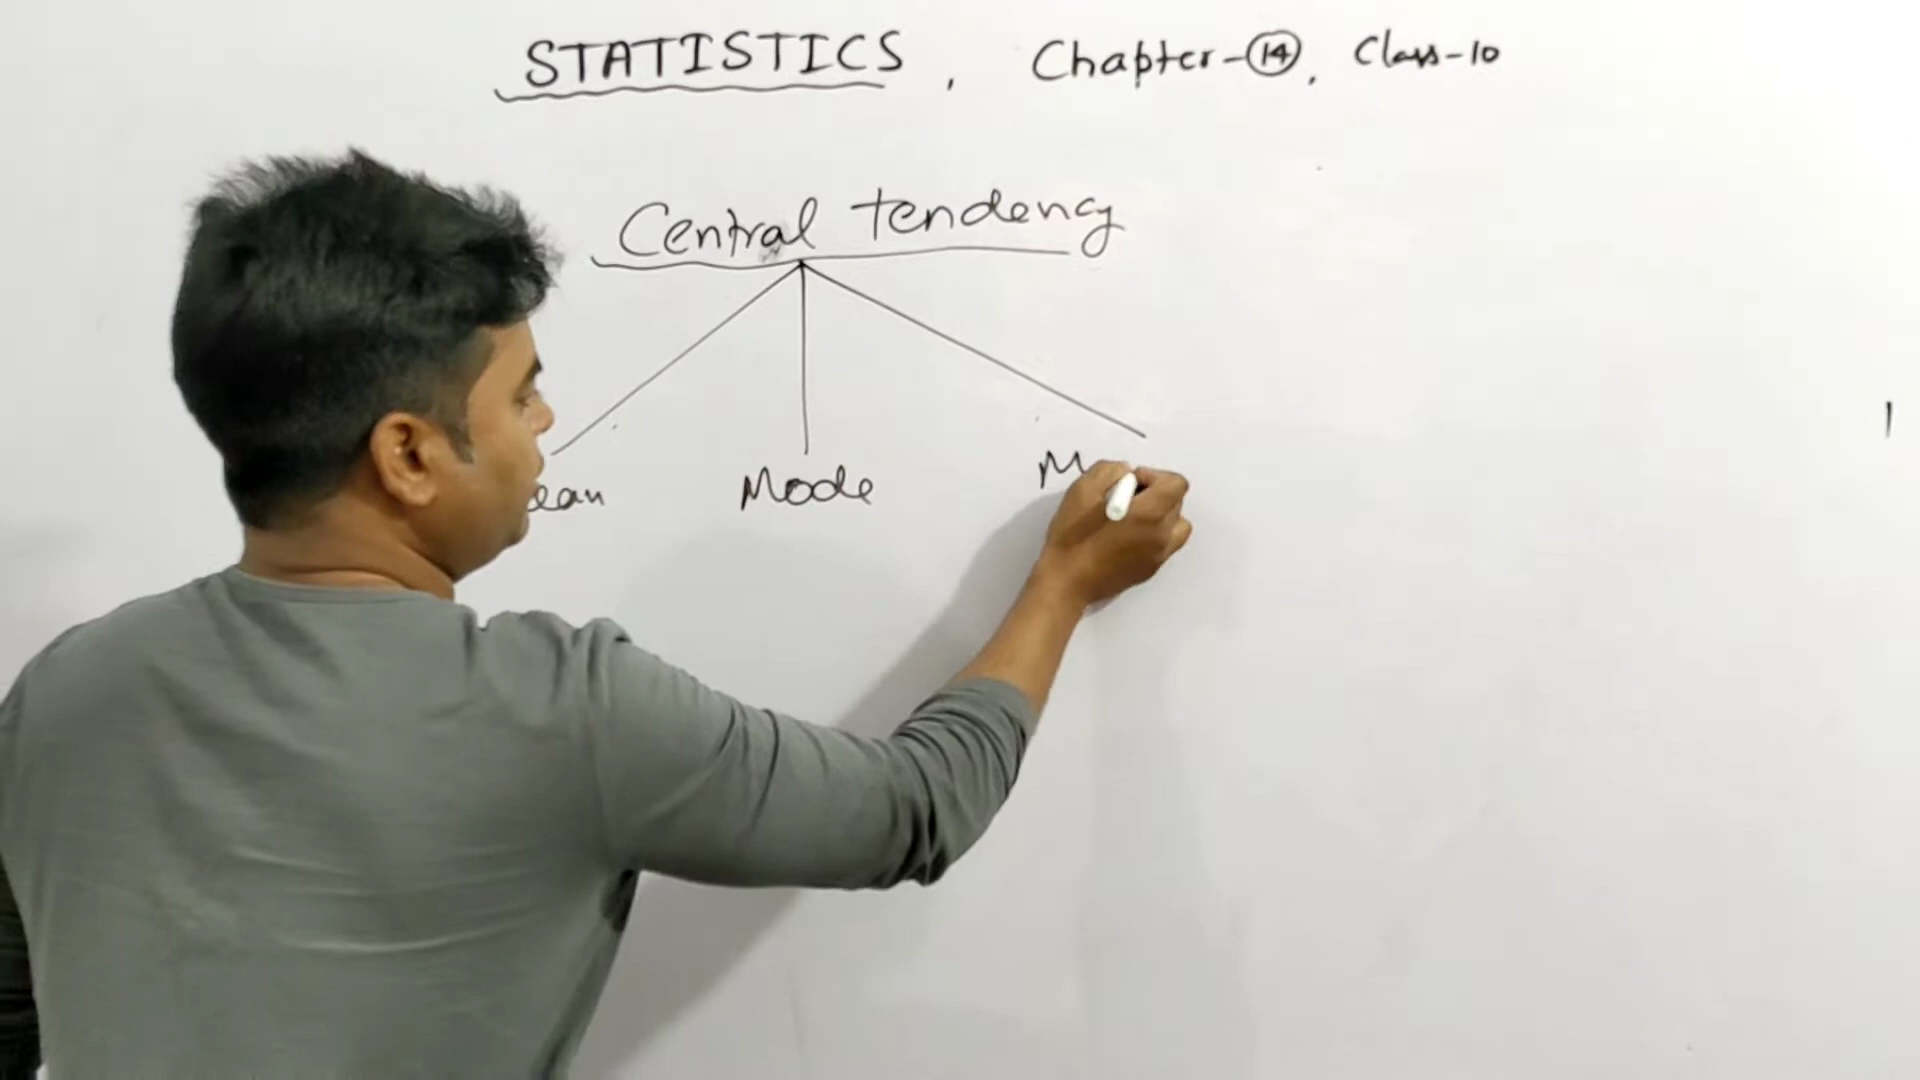 STATISTICS, Chapter-14, Class-10
Central tendency
Mode